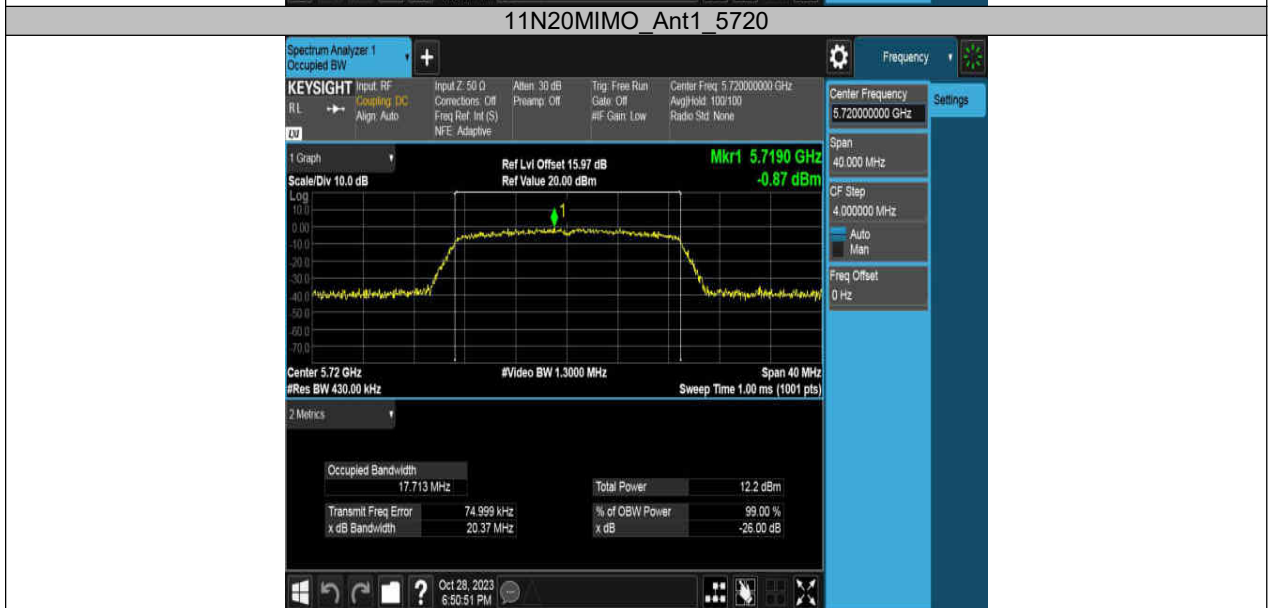 11N20MIMO_Ant1_5720
Spectrum Analyzer 1
Occupied BW
+
Frequency
KEYSIGHT
RL
Input: RF
Coupling: DC
Align: Auto
Input Z: 50 Ω
Corrections: Off
Freq Ref: Int (S)
NFE: Adaptive
Atten: 30 dB
Preamp: Off
Trig: Free Run
Gate: Off
#IF Gain: Low
Center Freq: 5.720000000 GHz
Avg|Hold: 100/100
Radio Std: None
Center Frequency
5.720000000 GHz
Settings
Span
40.000 MHz
CF Step
4.000000 MHz
Auto
Man
Freq Offset
0 Hz
1 Graph
Scale/Div 10.0 dB
Ref Lvl Offset 15.97 dB
Ref Value 20.00 dBm
Mkr1 5.7190 GHz
-0.87 dBm
Log
10.0
0.00
-10.0
-20.0
-30.0
-40.0
-50.0
-60.0
-70.0
1
Center 5.72 GHz
#Video BW 1.3000 MHz
Span 40 MHz
#Res BW 430.00 kHz
Sweep Time 1.00 ms (1001 pts)
2 Metrics
Occupied Bandwidth
17.713 MHz
Total Power 12.2 dBm
Transmit Freq Error 74.999 kHz
% of OBW Power 99.00 %
x dB Bandwidth 20.37 MHz
x dB -26.00 dB
?
Oct 28, 2023
6:50:51 PM